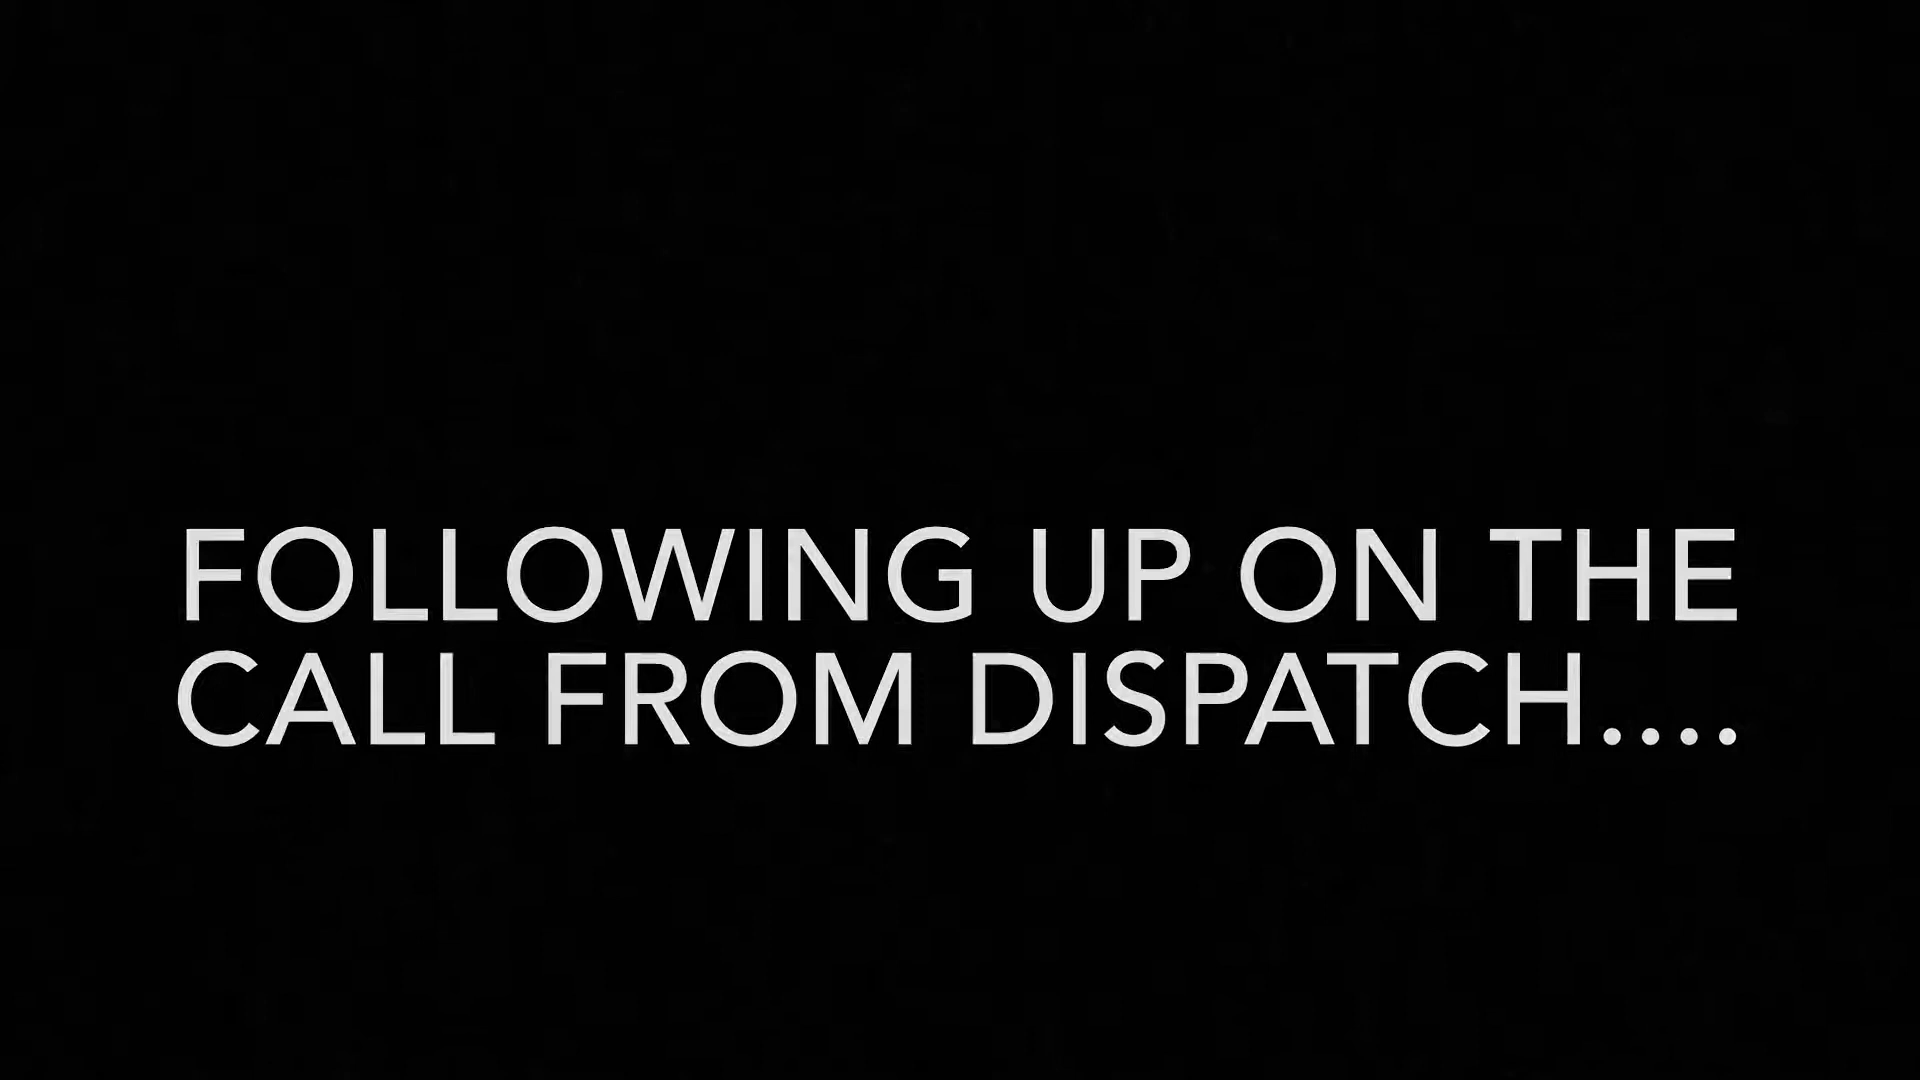 FOLLOWING UP ON THE
CALL FROM DISPATCH....